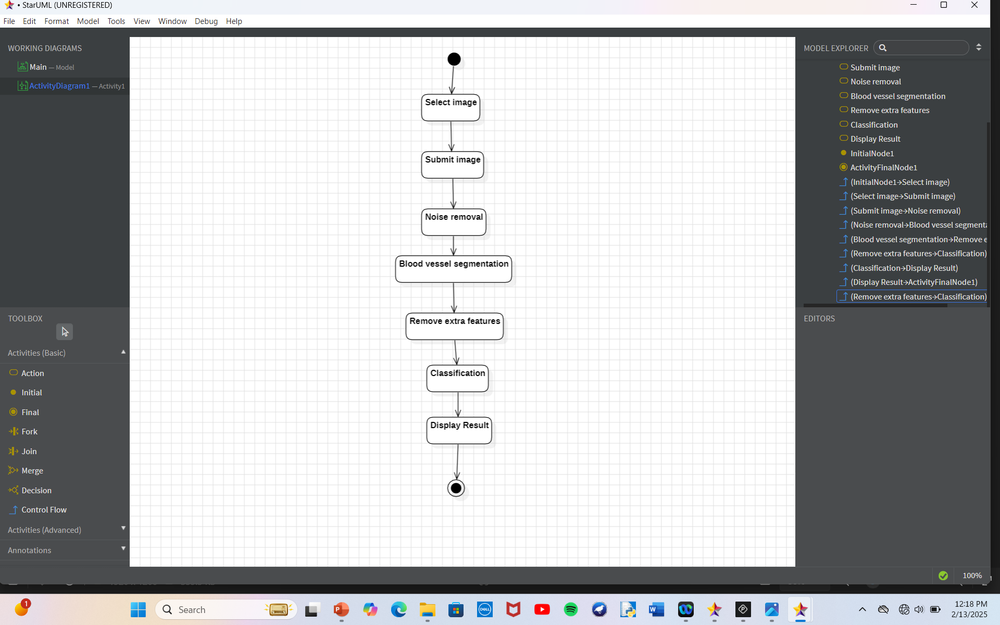 • StarUML (UNREGISTERED)
File Edit Format Model Tools View Window Debug Help
WORKING DIAGRAMS
Main — Model
ActivityDiagram1 — Activity1
TOOLBOX
Activities (Basic)
Action
Initial
Final
Fork
Join
Merge
Decision
Control Flow
Activities (Advanced)
Annotations
Select image
Submit image
Noise removal
Blood vessel segmentation
Remove extra features
Classification
Display Result
MODEL EXPLORER
Submit image
Noise removal
Blood vessel segmentation
Remove extra features
Classification
Display Result
InitialNode1
ActivityFinalNode1
(InitialNode1→Select image)
(Select image→Submit image)
(Submit image→Noise removal)
(Noise removal→Blood vessel segmenta
(Blood vessel segmentation→Remove e
(Remove extra features→Classification)
(Classification→Display Result)
(Display Result→ActivityFinalNode1)
(Remove extra features→Classification)
EDITORS
100%
1
Search
P
DELL
W
P
12:18 PM
2/13/2025